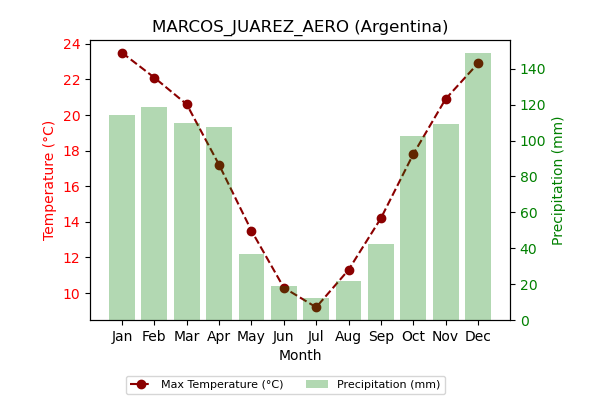 MARCOS_JUAREZ_AERO (Argentina)
24
22
20
18
16
14
12
10
Temperature (°C)
140
120
100
80
60
40
20
0
Precipitation (mm)
Jan Feb Mar Apr May Jun Jul Aug Sep Oct Nov Dec
Month
Max Temperature (°C) Precipitation (mm)